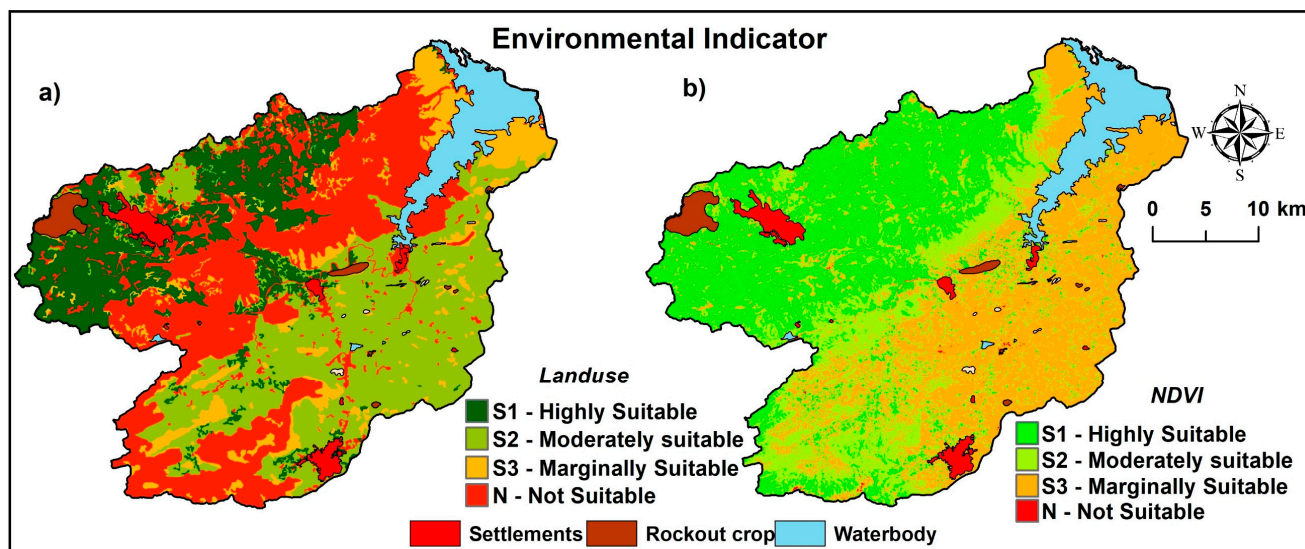 Environmental Indicator
a)
b)
N
W E
S
0 5 10 km
Landuse
S1 - Highly Suitable
S2 - Moderately suitable
S3 - Marginally Suitable
N - Not Suitable
NDVI
S1 - Highly Suitable
S2 - Moderately suitable
S3 - Marginally Suitable
N - Not Suitable
Settlements Rockout crop Waterbody